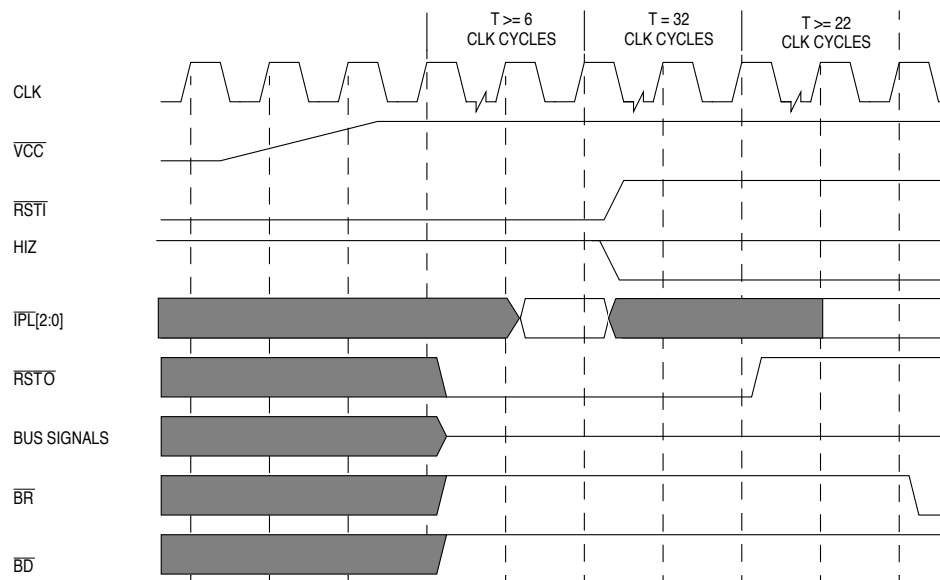 T >= 6
CLK CYCLES
T = 32
CLK CYCLES
T >= 22
CLK CYCLES
CLK
VCC
RSTI
HIZ
IPL[2:0]
RSTO
BUS SIGNALS
BR
BD